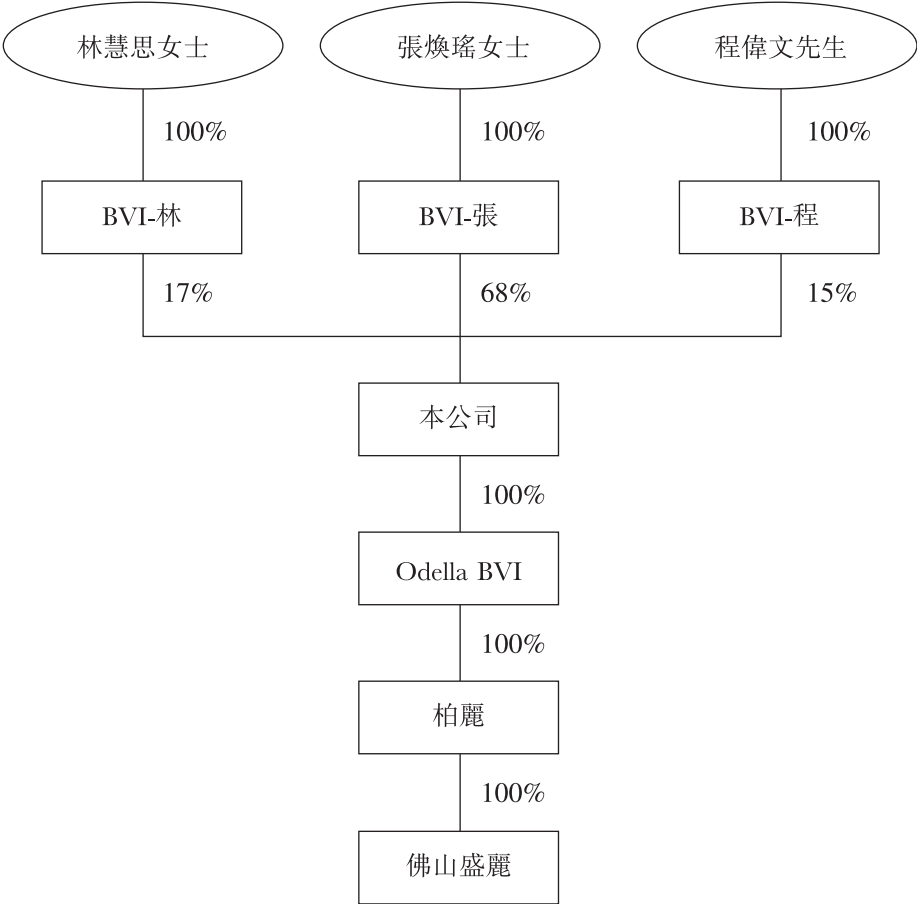 林慧思女士
張煥瑤女士
程偉文先生
100%
100%
100%
BVI-林
BVI-張
BVI-程
17%
68%
15%
本公司
100%
Odella BVI
100%
柏麗
100%
佛山盛麗